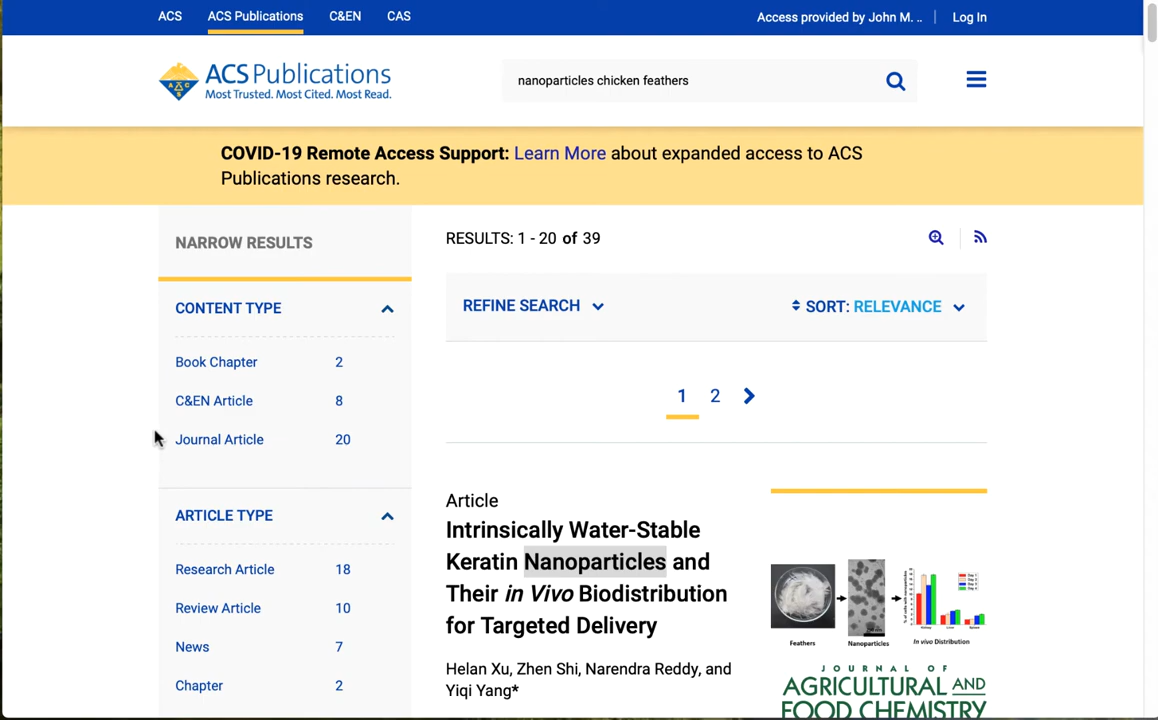 ACS
ACS Publications
C&EN
CAS
Access provided by John M. ..
Log In
ACS Publications
Most Trusted. Most Cited. Most Read.
nanoparticles chicken feathers
COVID-19 Remote Access Support: Learn More about expanded access to ACS
Publications research.
NARROW RESULTS
CONTENT TYPE
Book Chapter 2
C&EN Article 8
Journal Article 20
ARTICLE TYPE
Research Article 18
Review Article 10
News 7
Chapter 2
RESULTS: 1 - 20 of 39
REFINE SEARCH
SORT: RELEVANCE
1 2
Article
Intrinsically Water-Stable
Keratin Nanoparticles and
Their in Vivo Biodistribution
for Targeted Delivery
Helan Xu, Zhen Shi, Narendra Reddy, and
Yiqi Yang*
Feathers
Nanoparticles
In vivo Distribution
JOURNAL OF
AGRICULTURAL AND
FOOD CHEMISTRY